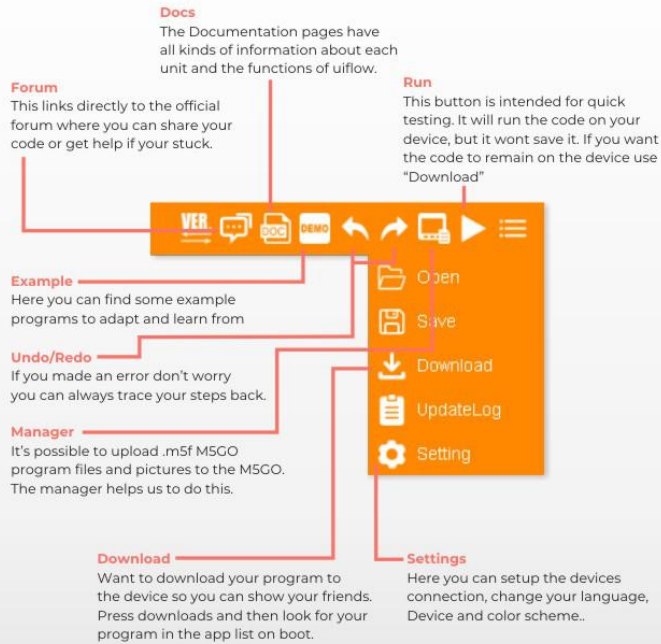 Docs
The Documentation pages have
all kinds of information about each
unit and the functions of uiflow.
Forum
This links directly to the official
forum where you can share your
code or get help if your stuck.
Run
This button is intended for quick
testing. It will run the code on your
device, but it wont save it. If you want
the code to remain on the device use
“Download”
VER.
DOC
DEMO
Example
Here you can find some example
programs to adapt and learn from
Undo/Redo
If you made an error don’t worry
you can always trace your steps back.
Manager
It’s possible to upload .m5f M5GO
program files and pictures to the M5GO.
The manager helps us to do this.
Open
Save
Download
UpdateLog
Setting
Download
Want to download your program to
the device so you can show your friends.
Press downloads and then look for your
program in the app list on boot.
Settings
Here you can setup the devices
connection, change your language,
Device and color scheme..